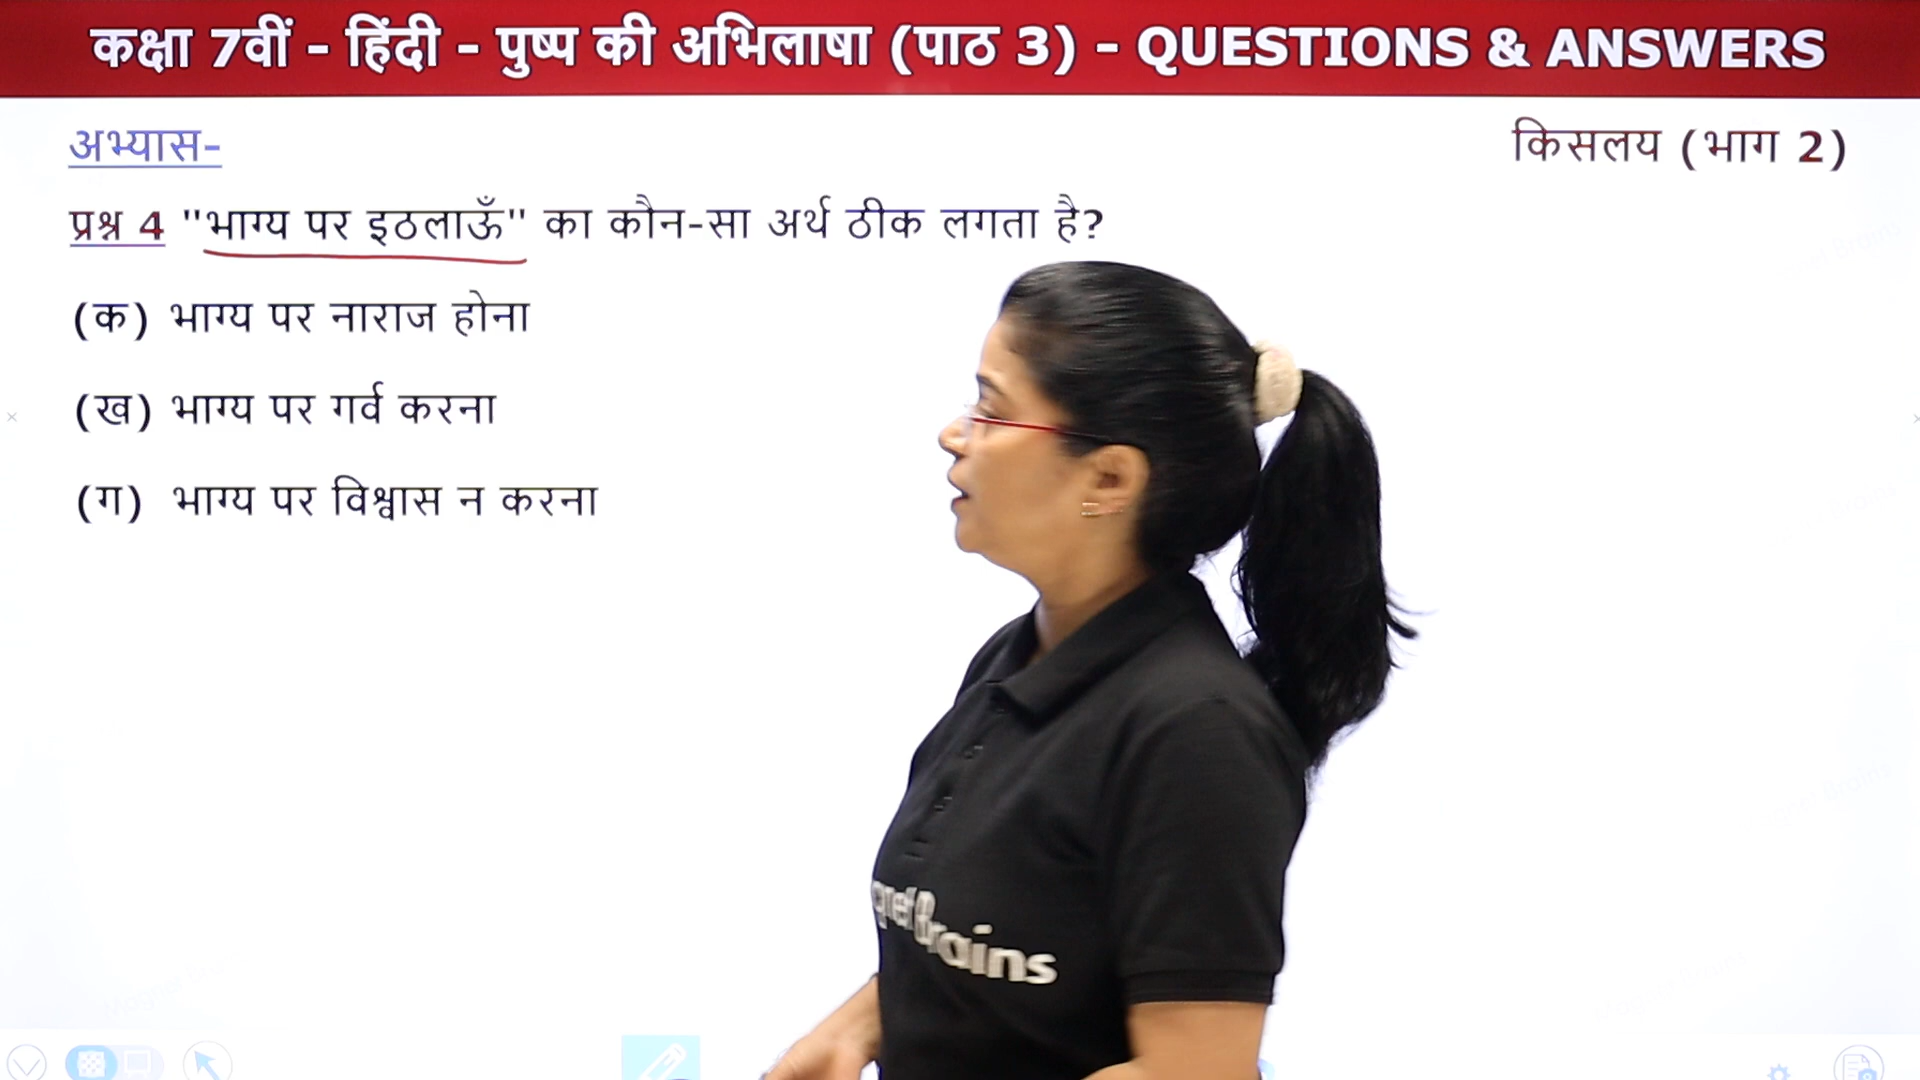 कक्षा 7वीं – हिंदी – पुष्प की अभिलाषा (पाठ 3) – QUESTIONS & ANSWERS
अभ्यास-
किसलय (भाग 2)
प्रश्न 4 "भाग्य पर इठलाऊँ" का कौन-सा अर्थ ठीक लगता है?
(क) भाग्य पर नाराज होना
(ख) भाग्य पर गर्व करना
(ग) भाग्य पर विश्वास न करना
Brains